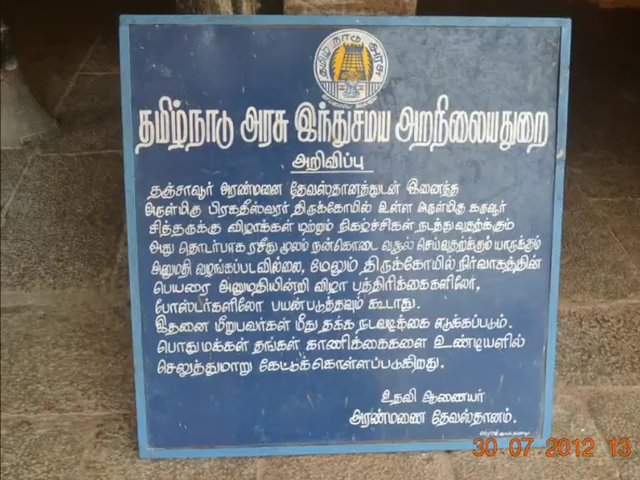 தமிழ் நாடு அரசு
தமிழ்நாடு அரசு இந்துசமய அறநிலையதுறை
அறிவிப்பு
தஞ்சாவூர் அரண்மனை தேவஸ்தானத்துடன் இணைந்த
அருள்மிகு பிரகதீஸ்வரர் திருக்கோயில் உள்ள அருள்மிகு கருவூர்
சித்தருக்கு விழாக்கள் மற்றும் நிகழ்ச்சிகள் நடத்துவதற்கும்
அது தொடர்பாக ரசீது மூலம் நன்கொடை வசூல் செய்வதற்க்கும் யாருக்கும்
அனுமதி வழங்கப்படவில்லை, மேலும் திருக்கோயில் நிர்வாகத்தின்
பெயரை அனுமதியின்றி விழா பத்திரிக்கைகளிலோ,
போஸ்டர்களிலோ பயன்படுத்தவும் கூடாது.
இதனை மீறுபவர்கள் மீது தக்க நடவடிக்கை எடுக்கப்படும்.
பொதுமக்கள் தங்கள் காணிக்கைகளை உண்டியளில்
செலுத்துமாறு கேட்டுக்கொள்ளப்படுகிறது.
உதவி ஆணையர்
அரண்மனை தேவஸ்தானம்.
30.07.2012 13